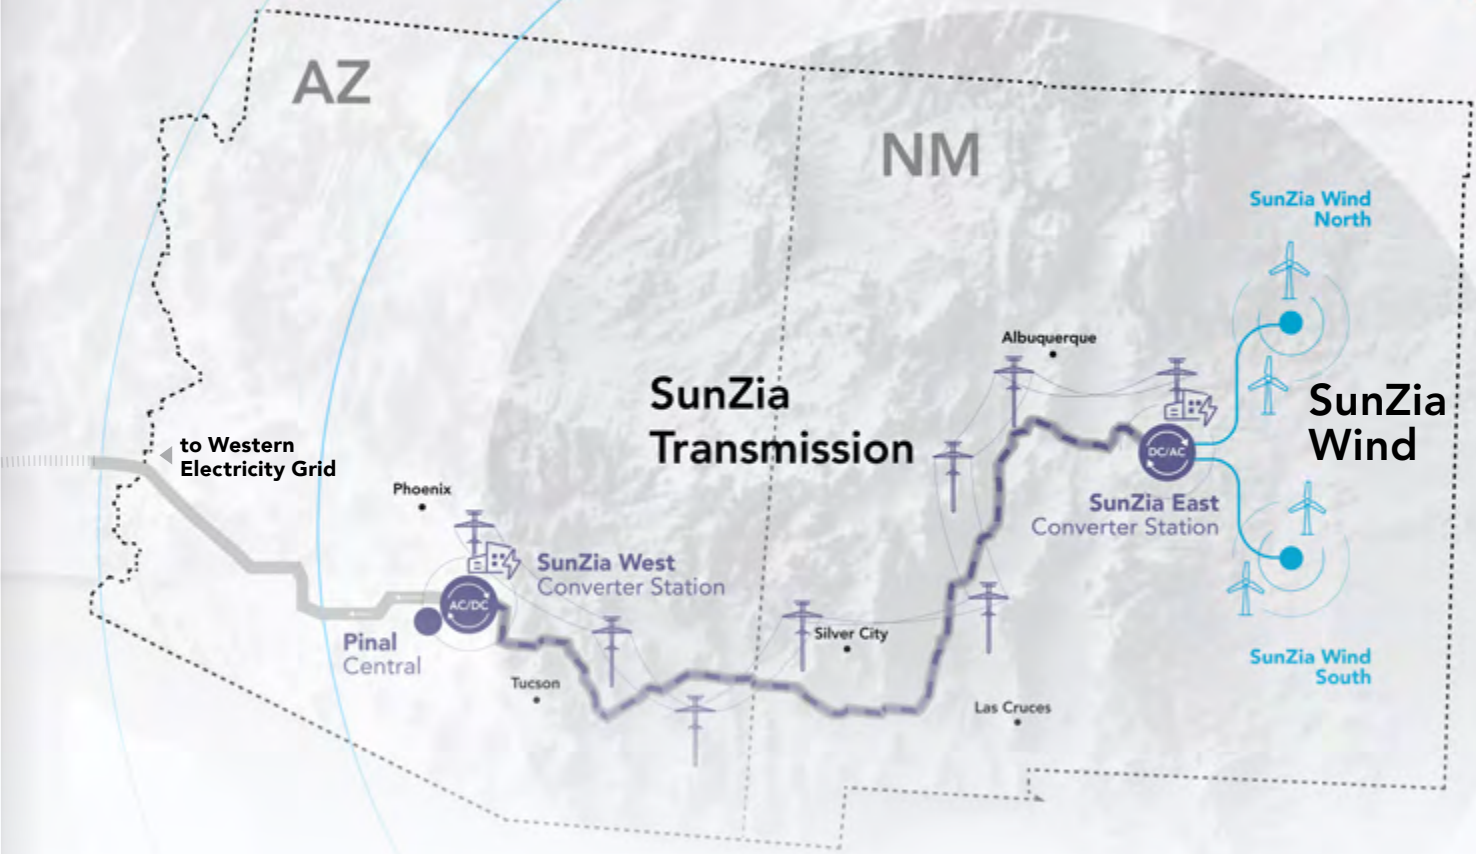 AZ
NM
SunZia Wind
North
Albuquerque
SunZia
Transmission
SunZia
Wind
to Western
Electricity Grid
DC/AC
Phoenix
SunZia East
Converter Station
SunZia West
Converter Station
AC/DC
Pinal
Central
Silver City
SunZia Wind
South
Tucson
Las Cruces